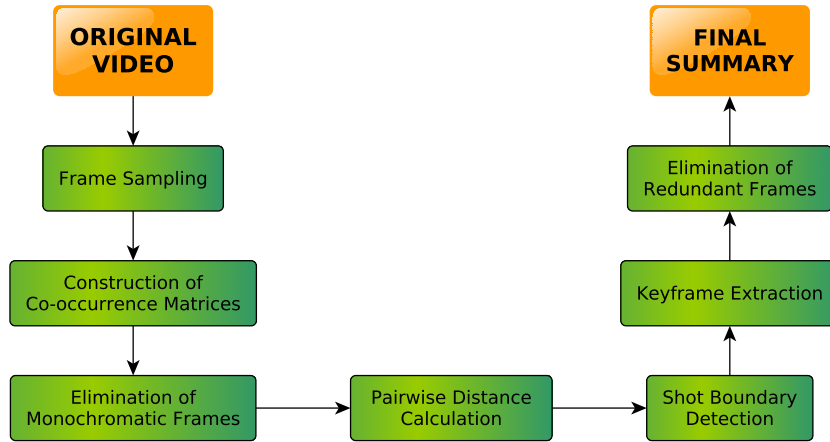 ORIGINAL
VIDEO
Frame Sampling
Construction of
Co-occurrence Matrices
Elimination of
Monochromatic Frames
Pairwise Distance
Calculation
Shot Boundary
Detection
Keyframe Extraction
Elimination of
Redundant Frames
FINAL
SUMMARY